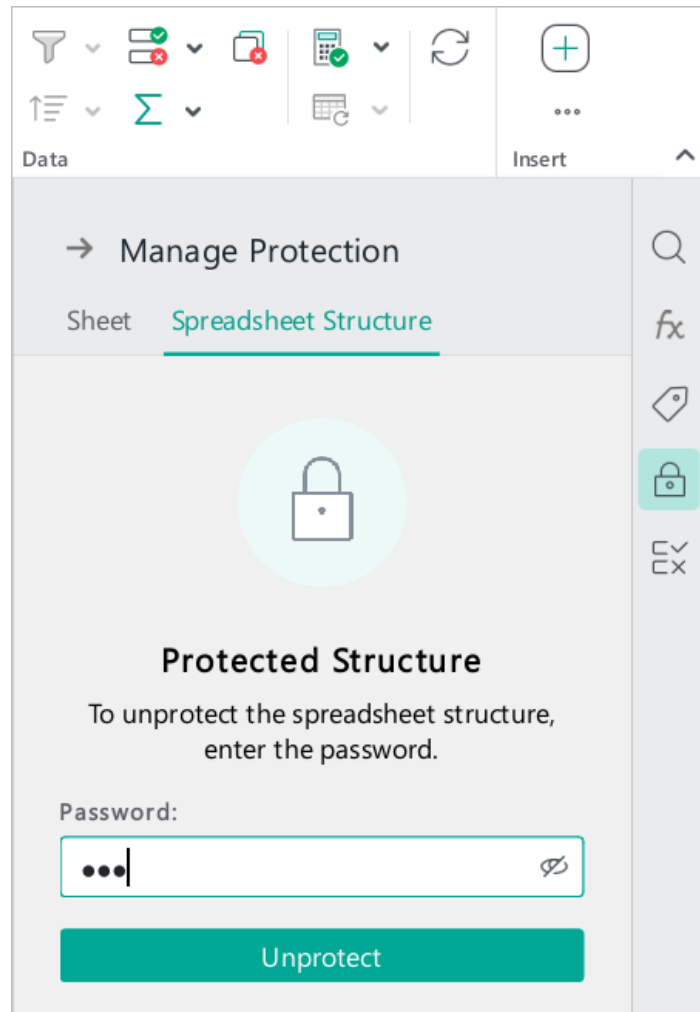 Data
Insert
Manage Protection
Sheet
Spreadsheet Structure
fx
Protected Structure
To unprotect the spreadsheet structure,
enter the password.
Password:
Unprotect